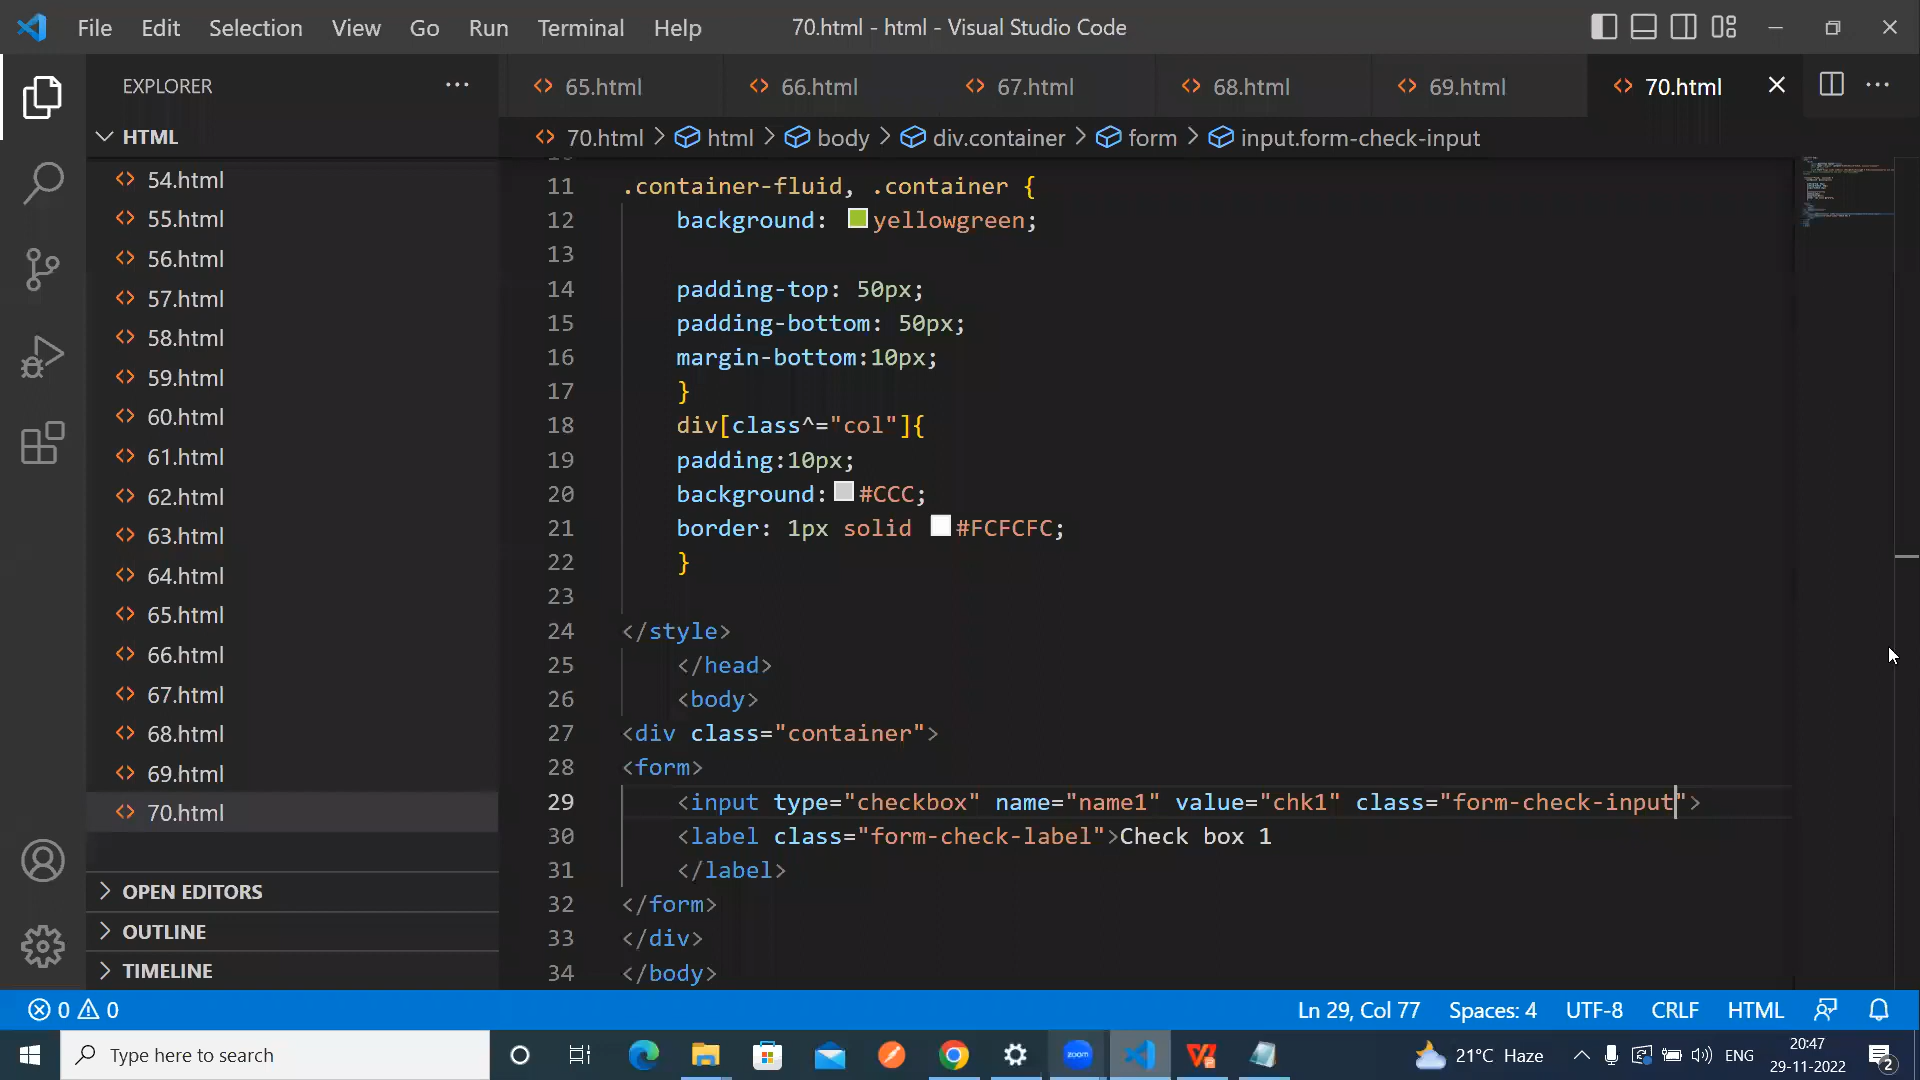 File Edit Selection View Go Run Terminal Help
70.html - html - Visual Studio Code
EXPLORER
HTML
54.html
55.html
56.html
57.html
58.html
59.html
60.html
61.html
62.html
63.html
64.html
65.html
66.html
67.html
68.html
69.html
70.html
OPEN EDITORS
OUTLINE
TIMELINE
65.html 66.html 67.html 68.html 69.html 70.html
70.html > html > body > div.container > form > input.form-check-input
11 .container-fluid, .container {
12 background: yellowgreen;
13
14 padding-top: 50px;
15 padding-bottom: 50px;
16 margin-bottom:10px;
17 }
18 div[class^="col"]{
19 padding:10px;
20 background: #CCC;
21 border: 1px solid #FCFCFC;
22 }
23
24 </style>
25 </head>
26 <body>
27 <div class="container">
28 <form>
29 <input type="checkbox" name="name1" value="chk1" class="form-check-input">
30 <label class="form-check-label">Check box 1
31 </label>
32 </form>
33 </div>
34 </body>
0 0
Ln 29, Col 77 Spaces: 4 UTF-8 CRLF HTML
Type here to search
zoom
21°C Haze
ENG
20:47
29-11-2022
2